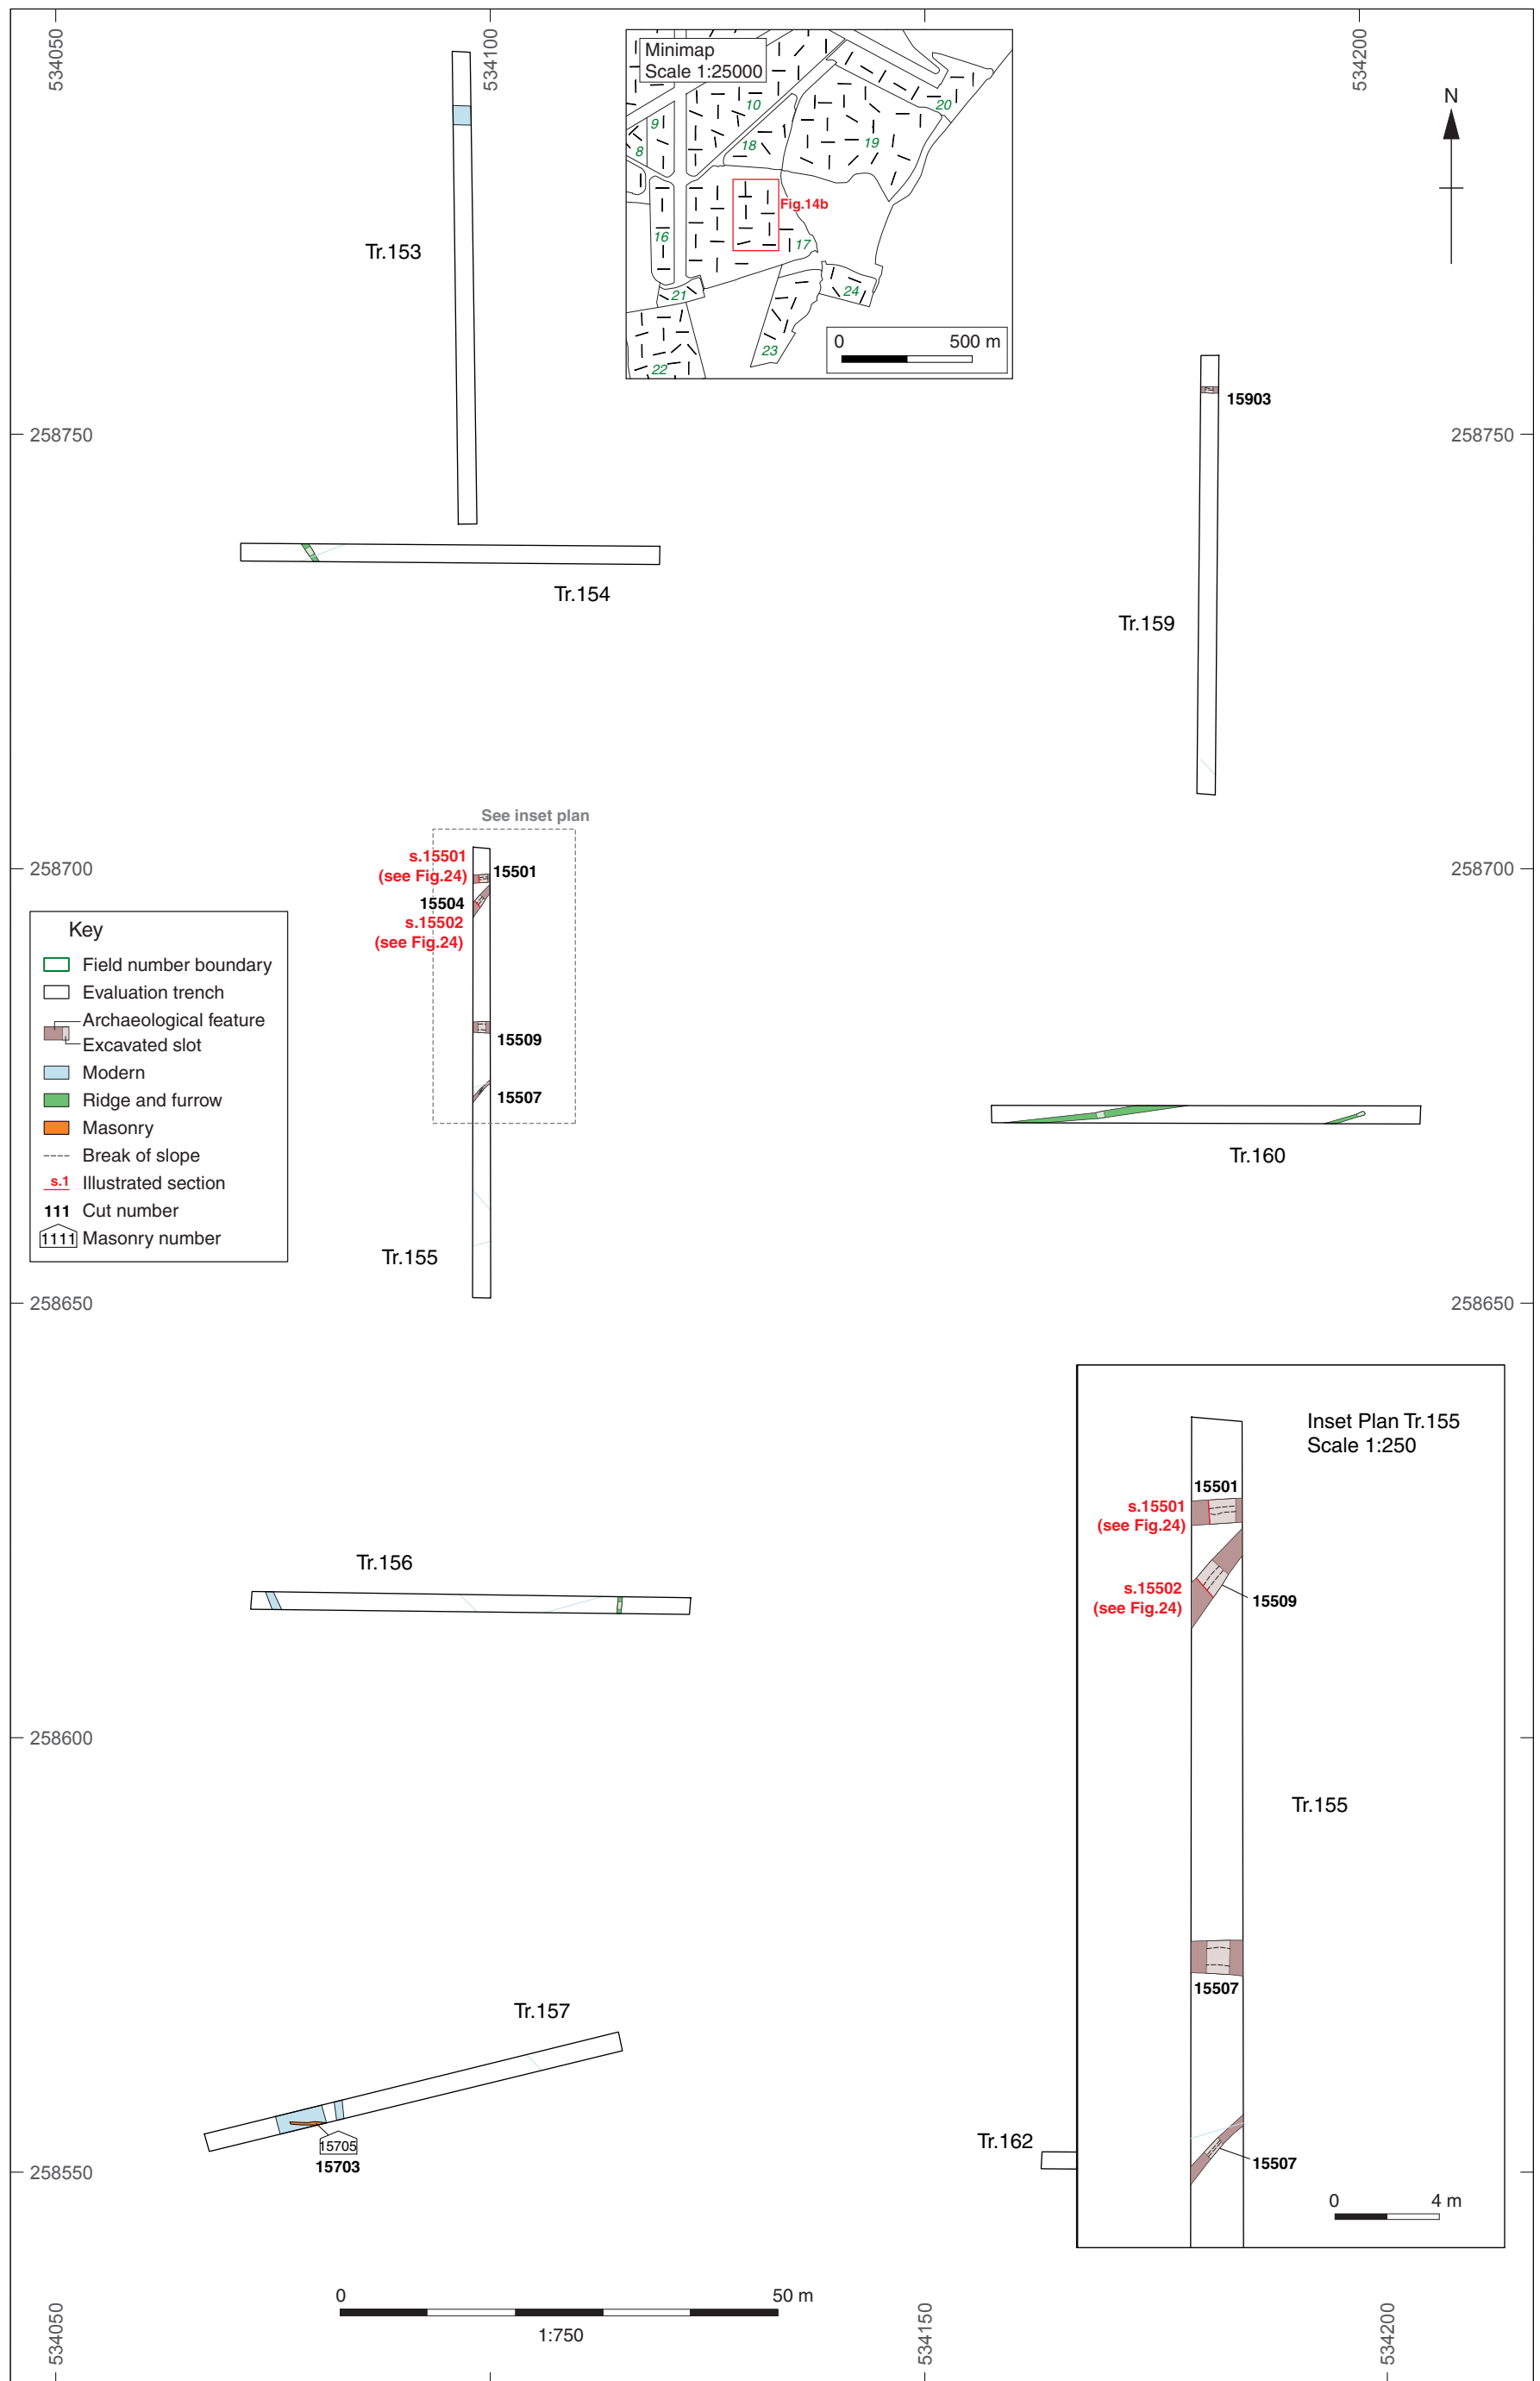 534050
534100
534200
Minimap
Scale 1:25000
N
10
20
9
8
18
19
Fig.14b
16
17
21
24
23
22
0
500 m
Tr.153
258750
258750
15903
Tr.154
Tr.159
See inset plan
s.15501
(see Fig.24)
15501
15504
s.15502
(see Fig.24)
15509
15507
258700
258700
Key
Field number boundary
Evaluation trench
Archaeological feature
Excavated slot
Modern
Ridge and furrow
Masonry
Break of slope
s.1 Illustrated section
111 Cut number
1111 Masonry number
Tr.155
Tr.160
258650
258650
Inset Plan Tr.155
Scale 1:250
15501
s.15501
(see Fig.24)
s.15502
(see Fig.24)
15509
Tr.156
258600
Tr.155
15507
Tr.157
15705
15703
Tr.162
15507
258550
0
4 m
0
50 m
1:750
534050
534150
534200